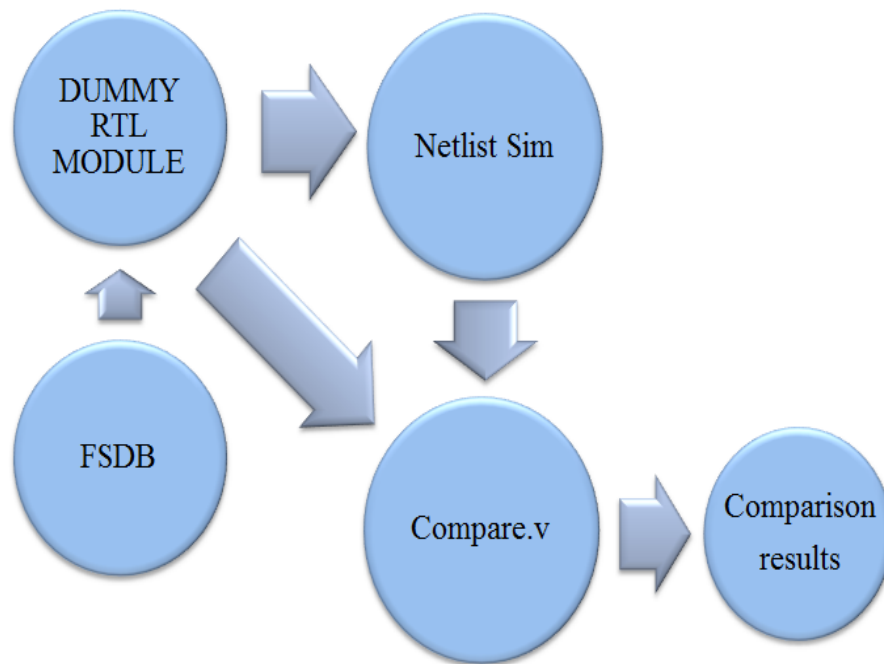 DUMMY
RTL
MODULE
Netlist Sim
FSDB
Compare.v
Comparison
results